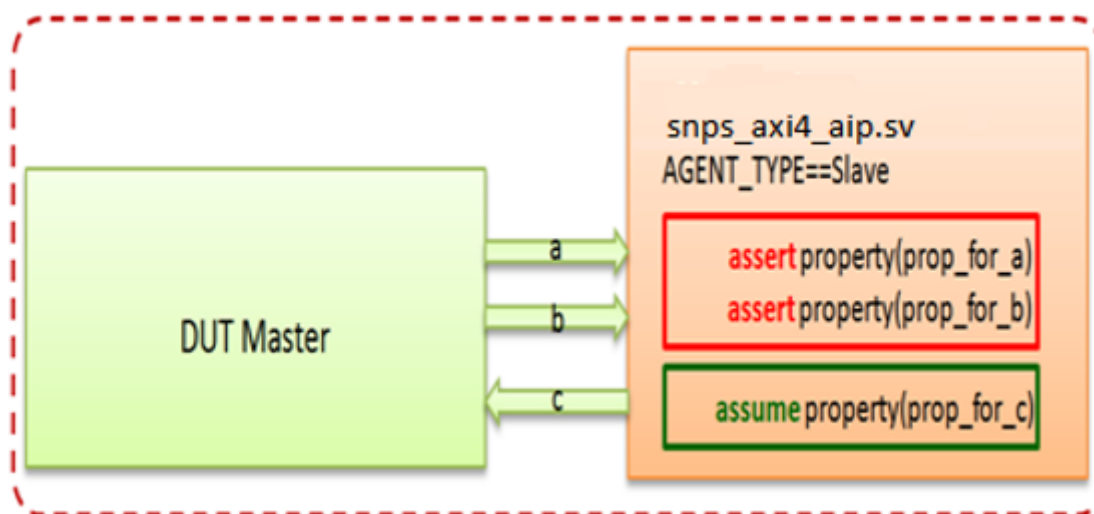 snps_axi4_aip.sv
AGENT_TYPE==Slave
assert property(prop_for_a)
a
assert property(prop_for_b)
b
DUT Master
assume property(prop_for_c)
c